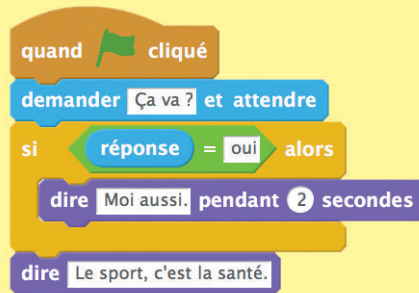 quand cliqué
demander Ça va ? et attendre
si réponse = oui alors
dire Moi aussi. pendant 2 secondes
dire Le sport, c'est la santé.